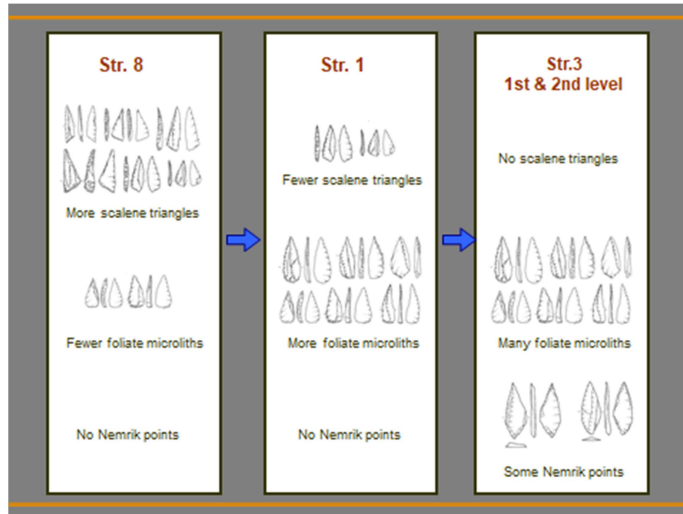 Str. 8
More scalene triangles
Fewer foliate microliths
No Nemrik points
Str. 1
Fewer scalene triangles
More foliate microliths
No Nemrik points
Str.3
1st & 2nd level
No scalene triangles
Many foliate microliths
Some Nemrik points